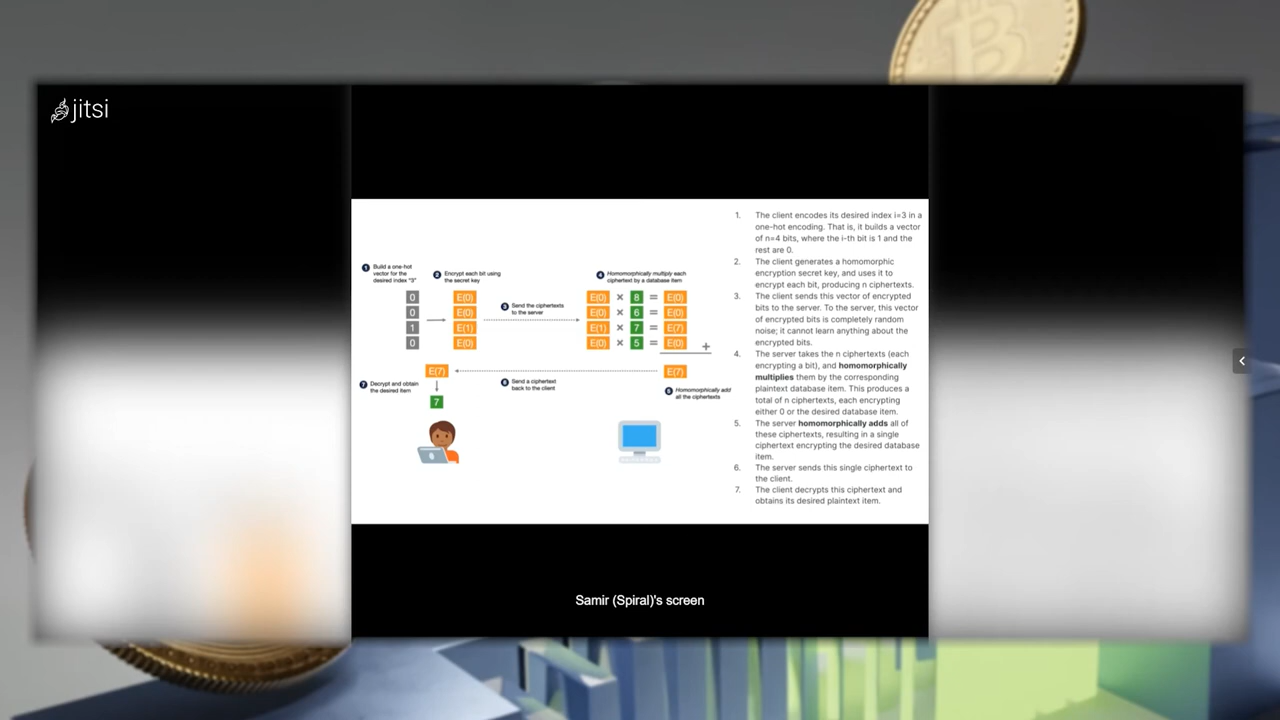 jitsi
1 Build a one-hot
vector for the
desired index "3"
2 Encrypt each bit using
the secret key
3 Send the ciphertexts
to the server
4 Homomorphically multiply each
ciphertext by a database item
0 E(0) E(0) × 8 = E(0)
0 E(0) E(0) × 6 = E(0)
1 E(1) E(1) × 7 = E(7)
0 E(0) E(0) × 5 = E(0)
+
E(7) E(7)
7 Decrypt and obtain
the desired item
6 Send a ciphertext
back to the client
5 Homomorphically add
all the ciphertexts
7
1. The client encodes its desired index i=3 in a
one-hot encoding. That is, it builds a vector
of n=4 bits, where the i-th bit is 1 and the
rest are 0.
2. The client generates a homomorphic
encryption secret key, and uses it to
encrypt each bit, producing n ciphertexts.
3. The client sends this vector of encrypted
bits to the server. To the server, this vector
of encrypted bits is completely random
noise; it cannot learn anything about the
encrypted bits.
4. The server takes the n ciphertexts (each
encrypting a bit), and homomorphically
multiplies them by the corresponding
plaintext database item. This produces a
total of n ciphertexts, each encrypting
either 0 or the desired database item.
5. The server homomorphically adds all of
these ciphertexts, resulting in a single
ciphertext encrypting the desired database
item.
6. The server sends this single ciphertext to
the client.
7. The client decrypts this ciphertext and
obtains its desired plaintext item.
Samir (Spiral)'s screen